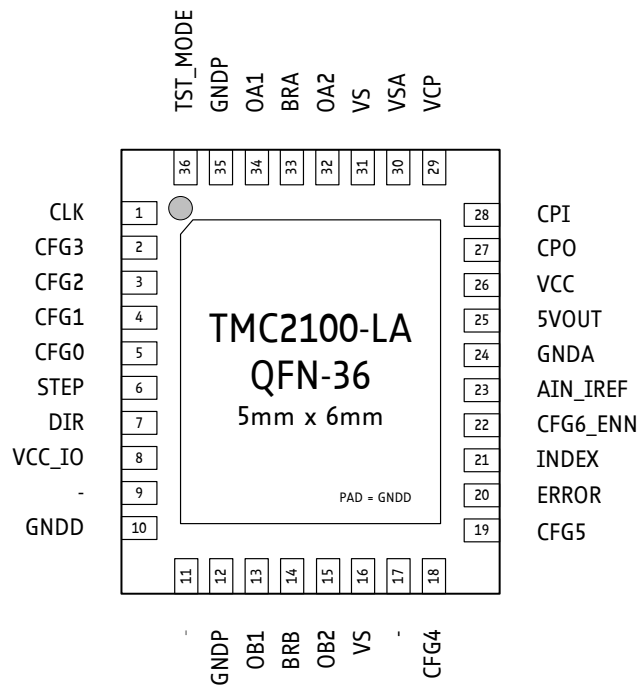 TST_MODE
GNDP
OA1
BRA
OA2
VS
VSA
VCP
36
35
34
33
32
31
30
29
CLK 1
CFG3 2
CFG2 3
CFG1 4
CFG0 5
STEP 6
DIR 7
VCC_IO 8
- 9
GNDD 10
TMC2100-LA
QFN-36
5mm x 6mm
PAD = GNDD
28 CPI
27 CPO
26 VCC
25 5VOUT
24 GNDA
23 AIN_IREF
22 CFG6_ENN
21 INDEX
20 ERROR
19 CFG5
11
12
13
14
15
16
17
18
-
GNDP
OB1
BRB
OB2
VS
-
CFG4